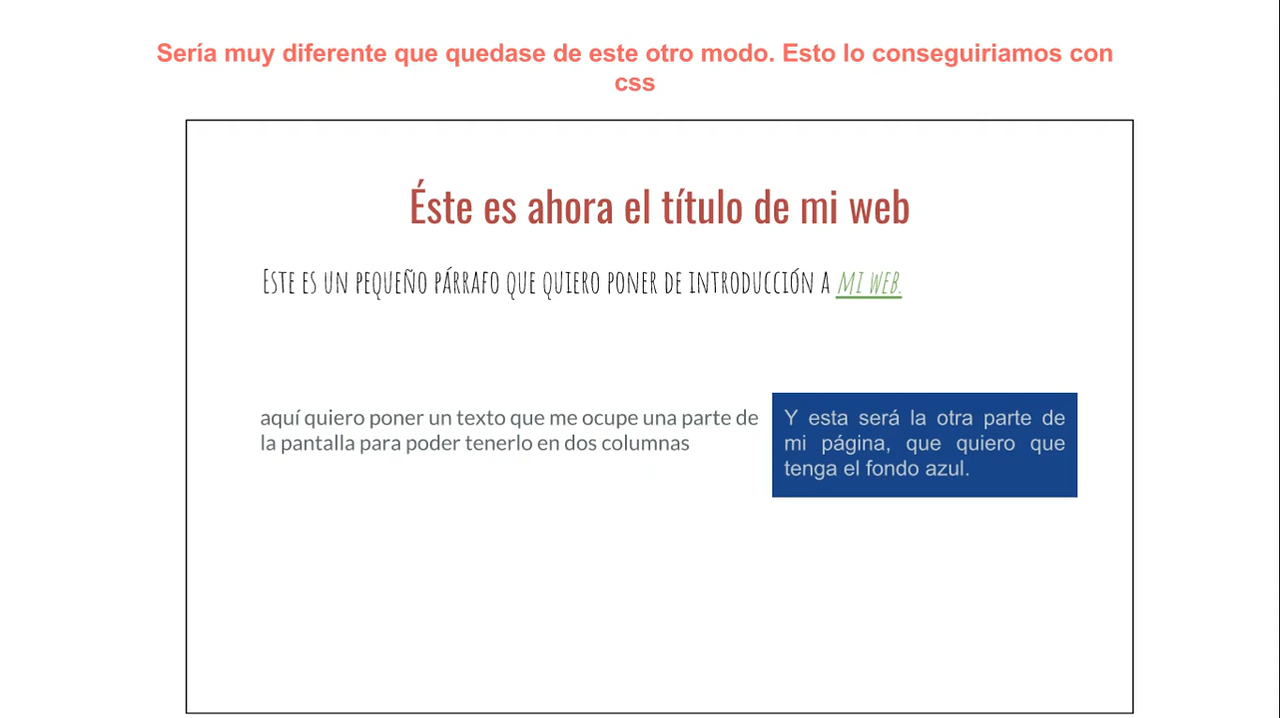 Sería muy diferente que quedase de este otro modo. Esto lo conseguiriamos con
css
Éste es ahora el título de mi web
Este es un pequeño párrafo que quiero poner de introducción a mi web.
aquí quiero poner un texto que me ocupe una parte de
la pantalla para poder tenerlo en dos columnas
Y esta será la otra parte de
mi página, que quiero que
tenga el fondo azul.